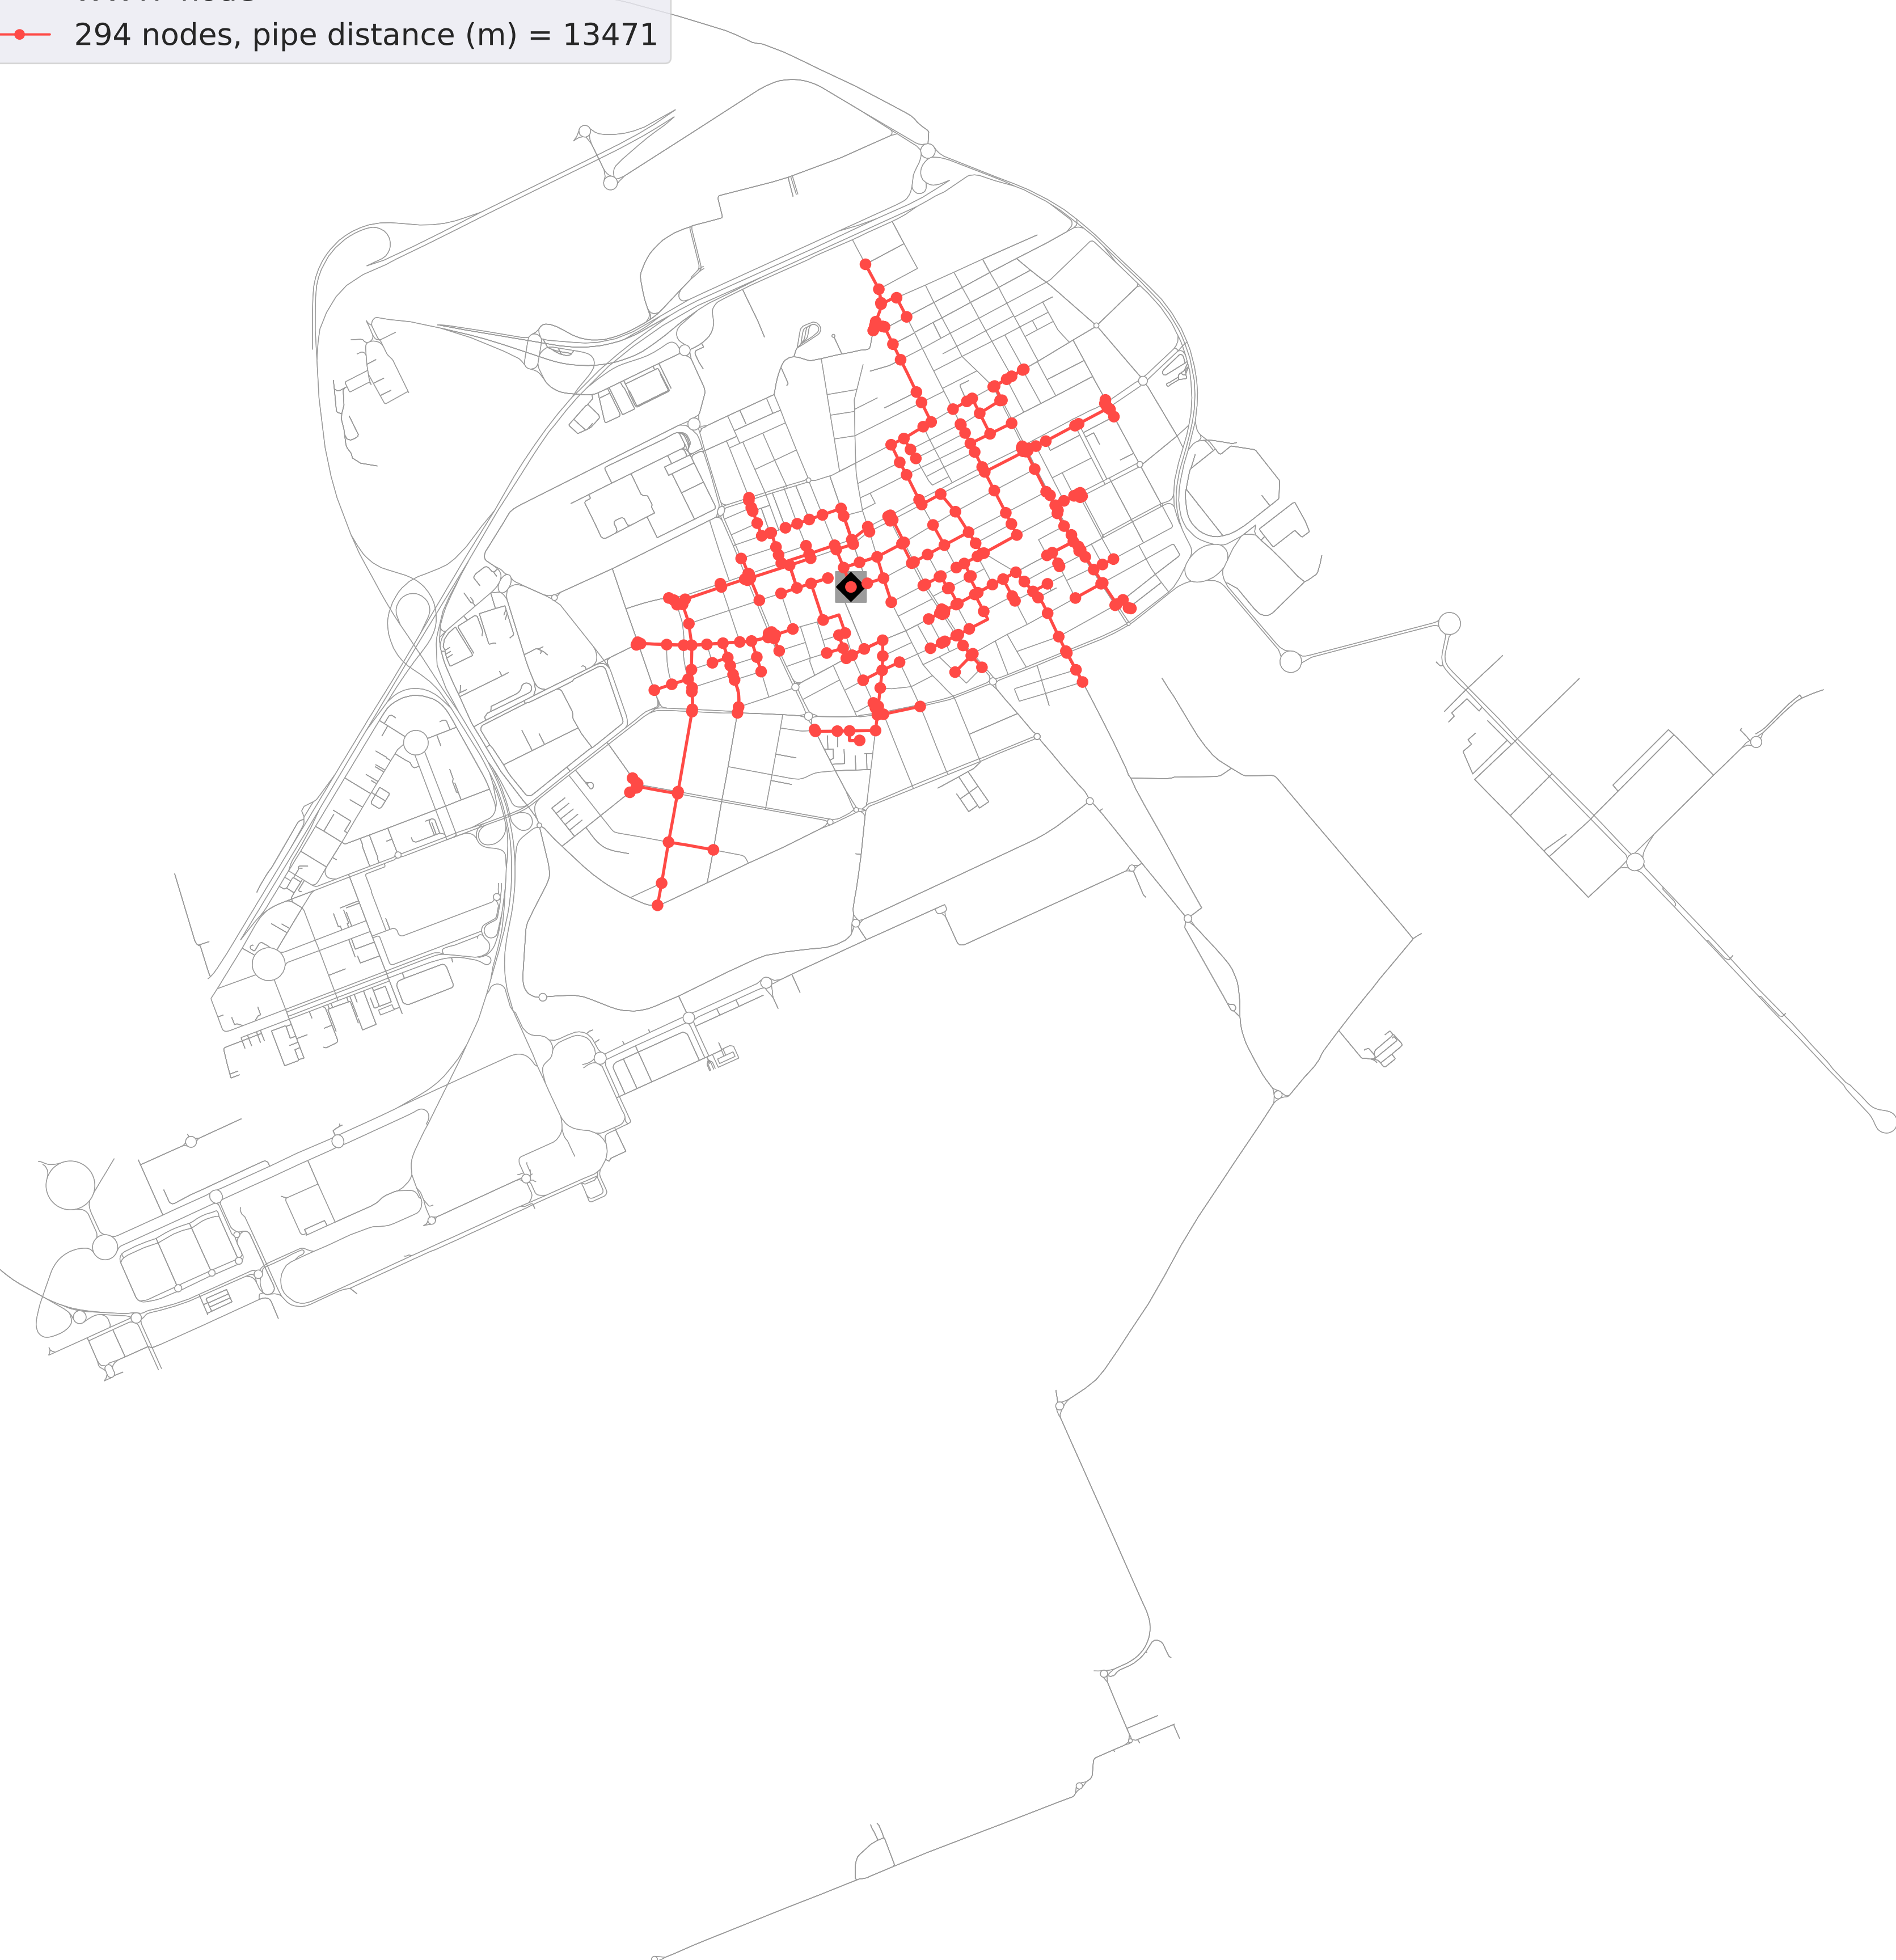 294 nodes, pipe distance (m) = 13471